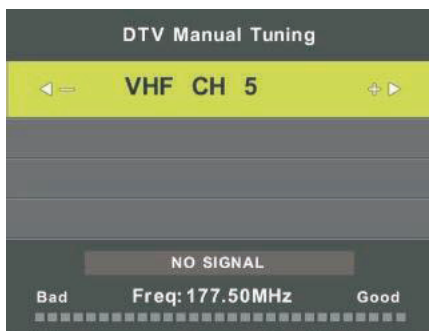 DTV Manual Tuning
VHF CH 5
NO SIGNAL
Bad Freq:177.50MHz Good